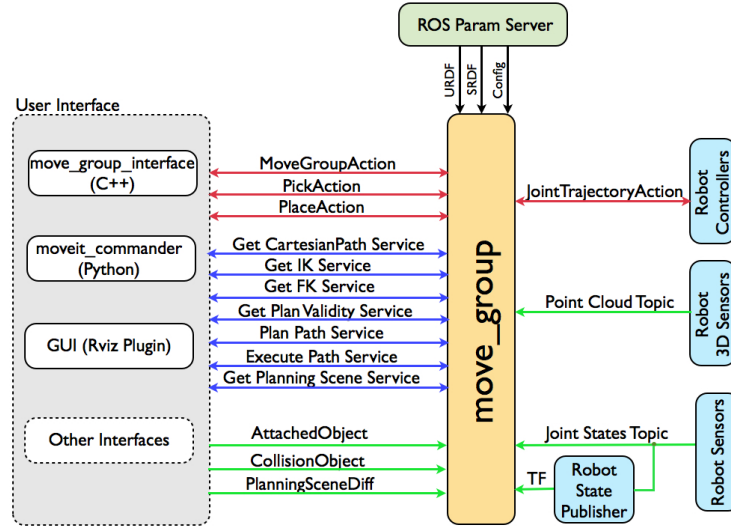 ROS Param Server
URDF
SRDF
Config
User Interface
move_group_interface
(C++)
moveit_commander
(Python)
GUI (Rviz Plugin)
Other Interfaces
MoveGroupAction
PickAction
PlaceAction
Get CartesianPath Service
Get IK Service
Get FK Service
Get Plan Validity Service
Plan Path Service
Execute Path Service
Get Planning Scene Service
AttachedObject
CollisionObject
PlanningSceneDiff
move_group
JointTrajectoryAction
Robot
Controllers
Point Cloud Topic
Robot
3D Sensors
Joint States Topic
TF
Robot
State
Publisher
Robot Sensors